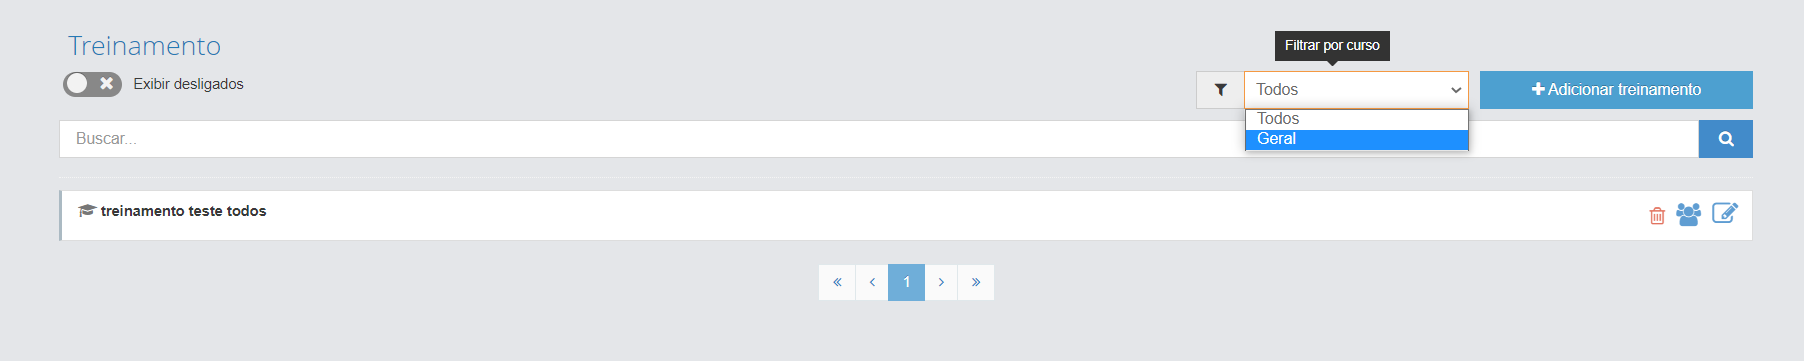 Treinamento
Filtrar por curso
Exibir desligados
Todos
Adicionar treinamento
Todos
Geral
Buscar...
treinamento teste todos
« ‹ 1 › »